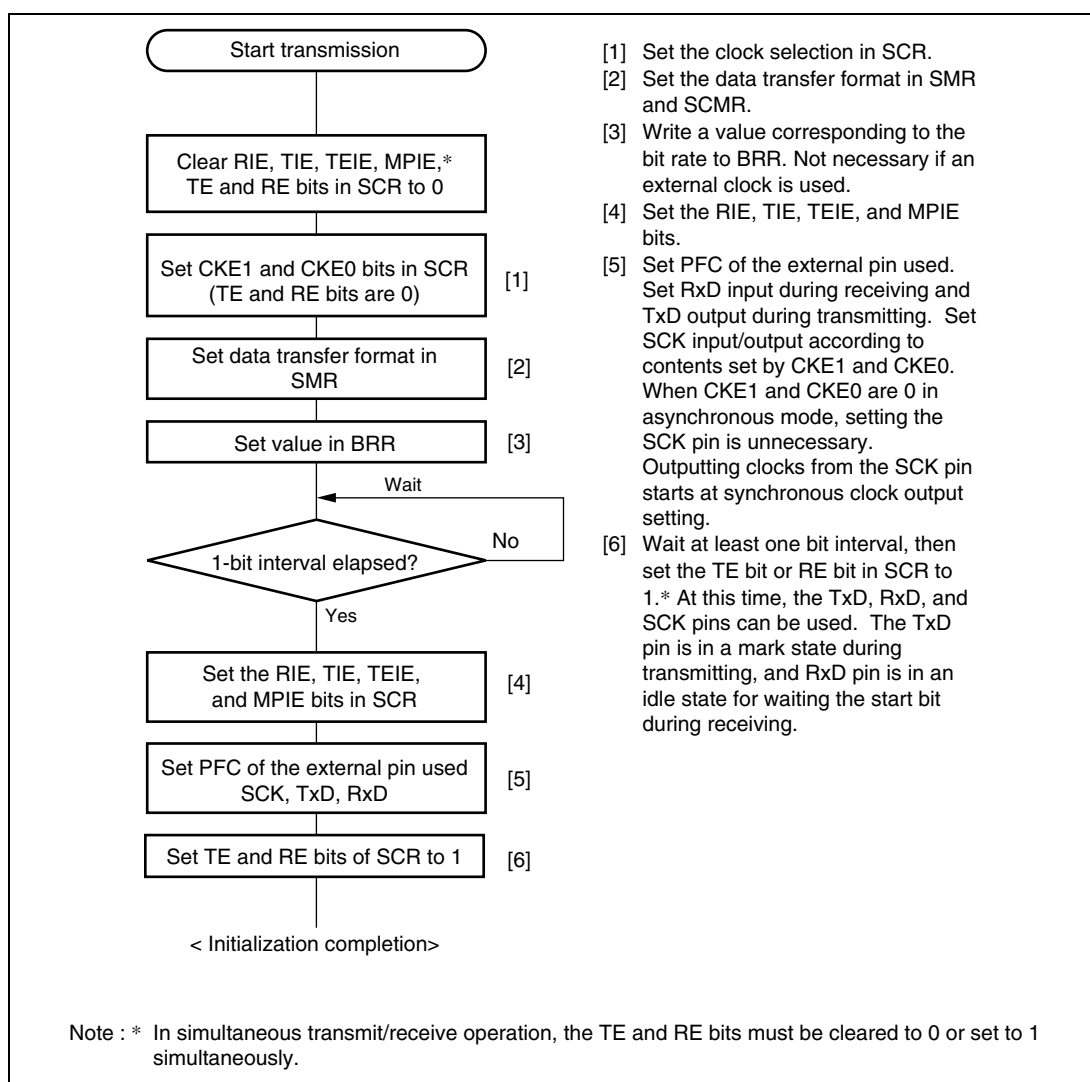 Start transmission
Clear RIE, TIE, TEIE, MPIE,*
TE and RE bits in SCR to 0
Set CKE1 and CKE0 bits in SCR
(TE and RE bits are 0)
[1]
Set data transfer format in
SMR
[2]
Set value in BRR
[3]
Wait
1-bit interval elapsed?
No
Yes
Set the RIE, TIE, TEIE,
and MPIE bits in SCR
[4]
Set PFC of the external pin used
SCK, TxD, RxD
[5]
Set TE and RE bits of SCR to 1
[6]
< Initialization completion>
[1] Set the clock selection in SCR.
[2] Set the data transfer format in SMR
and SCMR.
[3] Write a value corresponding to the
bit rate to BRR. Not necessary if an
external clock is used.
[4] Set the RIE, TIE, TEIE, and MPIE
bits.
[5] Set PFC of the external pin used.
Set RxD input during receiving and
TxD output during transmitting. Set
SCK input/output according to
contents set by CKE1 and CKE0.
When CKE1 and CKE0 are 0 in
asynchronous mode, setting the
SCK pin is unnecessary.
Outputting clocks from the SCK pin
starts at synchronous clock output
setting.
[6] Wait at least one bit interval, then
set the TE bit or RE bit in SCR to
1.* At this time, the TxD, RxD, and
SCK pins can be used. The TxD
pin is in a mark state during
transmitting, and RxD pin is in an
idle state for waiting the start bit
during receiving.
Note : * In simultaneous transmit/receive operation, the TE and RE bits must be cleared to 0 or set to 1
simultaneously.